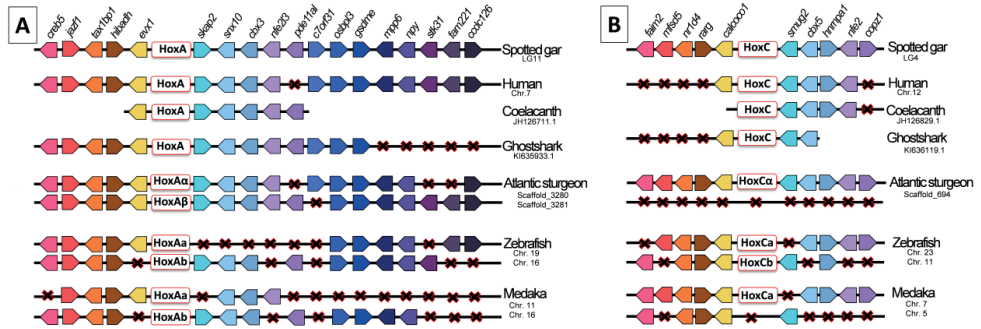 A
creb5 jazf1 tax1bp1 hibadh evx1 skap2 snx10 cbx3 nfe2l3 pde11al c7orf31 osbpl3 gsdme mpp6 npy stk31 fam221 ccdc126
HoxA Spotted gar
LG11
HoxA Human
Chr.7
HoxA Coelacanth
JH126711.1
HoxA Ghostshark
KI635933.1
HoxAα Atlantic sturgeon
Scaffold_3280
HoxAβ Scaffold_3281
HoxAa Zebrafish
Chr. 19
HoxAb Chr. 16
HoxAa Medaka
Chr. 11
HoxAb Chr. 16
B
faim2 mfsd5 nr1d4 rarg calcoco1 smug2 cbx5 hnrnpa1 nfe2 copz1
HoxC Spotted gar
LG4
HoxC Human
Chr.12
HoxC Coelacanth
JH126829.1
HoxC Ghostshark
KI636119.1
HoxCα Atlantic sturgeon
Scaffold_694
HoxCa Zebrafish
Chr. 23
HoxCb Chr. 11
HoxCa Medaka
Chr. 7
Chr. 5